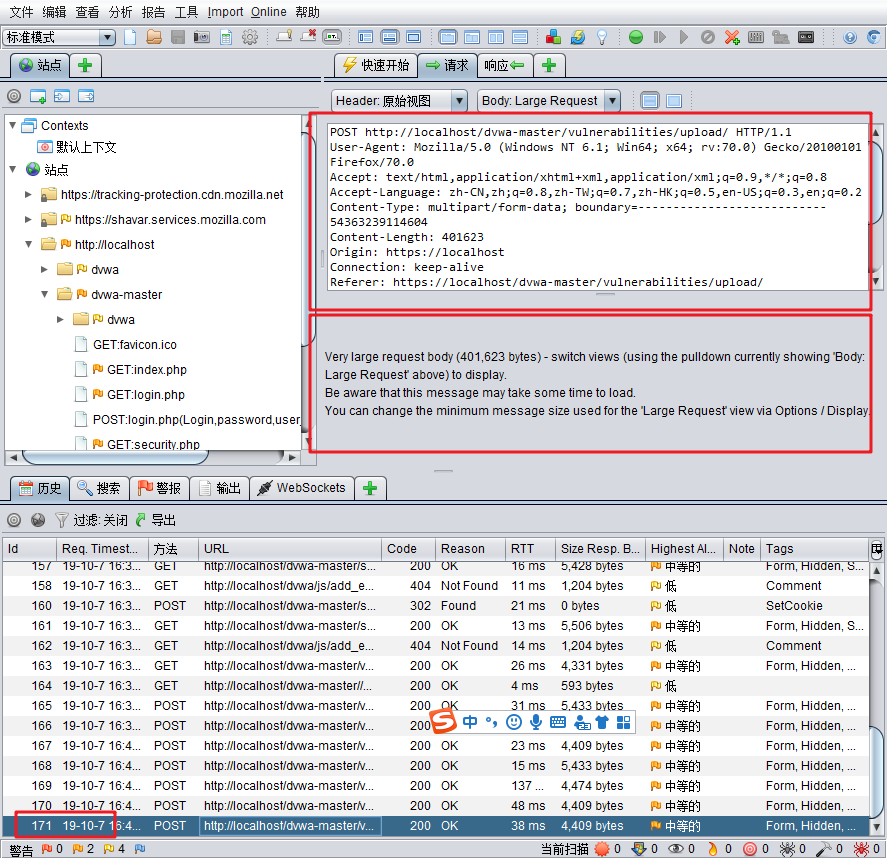 文件 编辑 查看 分析 报告 工具 Import Online 帮助
标准模式
站点
快速开始 请求 响应
Header: 原始视图 Body: Large Request
Contexts
默认上下文
站点
https://tracking-protection.cdn.mozilla.net
https://shavar.services.mozilla.com
http://localhost
dvwa
dvwa-master
dvwa
GET:favicon.ico
GET:index.php
GET:login.php
POST:login.php(Login,password,user_
GET:security.php
POST http://localhost/dvwa-master/vulnerabilities/upload/ HTTP/1.1
User-Agent: Mozilla/5.0 (Windows NT 6.1; Win64; x64; rv:70.0) Gecko/20100101
Firefox/70.0
Accept: text/html,application/xhtml+xml,application/xml;q=0.9,*/*;q=0.8
Accept-Language: zh-CN,zh;q=0.8,zh-TW;q=0.7,zh-HK;q=0.5,en-US;q=0.3,en;q=0.2
Content-Type: multipart/form-data; boundary=---------------------------
54363239114604
Content-Length: 401623
Origin: https://localhost
Connection: keep-alive
Referer: https://localhost/dvwa-master/vulnerabilities/upload/
Very large request body (401,623 bytes) - switch views (using the pulldown currently showing 'Body:
Large Request' above) to display.
Be aware that this message may take some time to load.
You can change the minimum message size used for the 'Large Request' view via Options / Display.
历史 搜索 警报 输出 WebSockets
过滤: 关闭 导出
Id Req. Timest... 方法 URL Code Reason RTT Size Resp. B... Highest Al... Note Tags
157 19-10-7 16:3... GET http://localhost/dvwa-master/s... 200 OK 16 ms 5,428 bytes 中等的 Form, Hidden, S...
158 19-10-7 16:3... GET http://localhost/dvwa/js/add_e... 404 Not Found 11 ms 1,204 bytes 低 Comment
160 19-10-7 16:3... POST http://localhost/dvwa-master/s... 302 Found 21 ms 0 bytes 低 SetCookie
161 19-10-7 16:3... GET http://localhost/dvwa-master/s... 200 OK 13 ms 5,506 bytes 中等的 Form, Hidden, S...
162 19-10-7 16:3... GET http://localhost/dvwa/js/add_e... 404 Not Found 14 ms 1,204 bytes 低 Comment
163 19-10-7 16:3... GET http://localhost/dvwa-master/v... 200 OK 26 ms 4,331 bytes 中等的 Form, Hidden, ...
164 19-10-7 16:3... GET http://localhost/dvwa-master//... 200 OK 4 ms 593 bytes 低
165 19-10-7 16:3... POST http://localhost/dvwa-master/v... 200 OK 31 ms 5,433 bytes 中等的 Form, Hidden, ...
166 19-10-7 16:3... POST http://localhost/dvwa-master/v... 200 中 中等的 Form, Hidden, ...
167 19-10-7 16:4... POST http://localhost/dvwa-master/v... 200 OK 23 ms 4,409 bytes 中等的 Form, Hidden, ...
168 19-10-7 16:4... POST http://localhost/dvwa-master/v... 200 OK 15 ms 5,433 bytes 中等的 Form, Hidden, ...
169 19-10-7 16:4... POST http://localhost/dvwa-master/v... 200 OK 137 ... 4,474 bytes 中等的 Form, Hidden, ...
170 19-10-7 16:4... POST http://localhost/dvwa-master/v... 200 OK 48 ms 4,409 bytes 中等的 Form, Hidden, ...
171 19-10-7 16:4... POST http://localhost/dvwa-master/v... 200 OK 38 ms 4,409 bytes 中等的 Form, Hidden, ...
警告 0 2 4 当前扫描 0 0 0 0 0 0 0 0